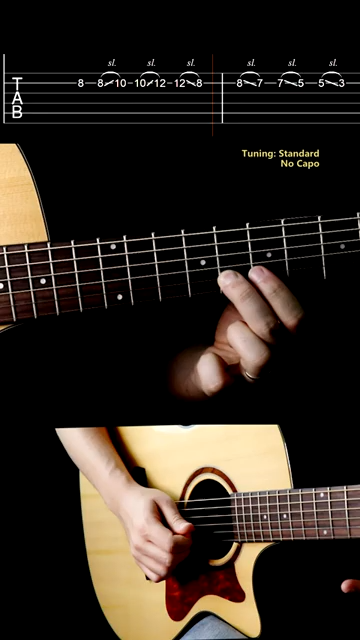 sl. sl. sl. sl. sl. sl.
T 8 8 10 10 12 12 8 8 7 7 5 5 3
A
B
Tuning: Standard
No Capo